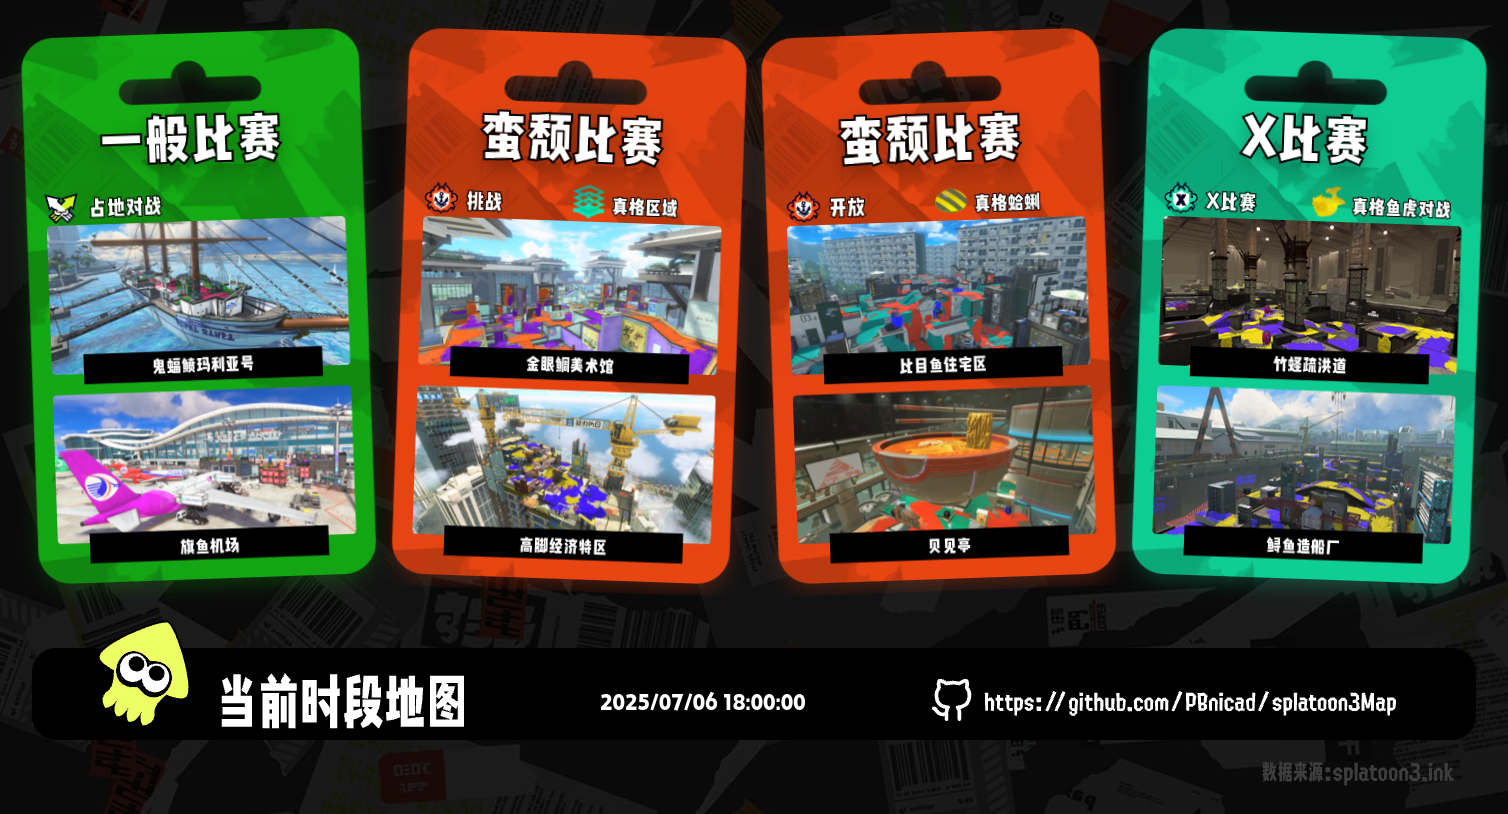 一般比赛
占地对战
鬼蝠鲼玛利亚号
旗鱼机场
蛮颓比赛
挑战
真格区域
金眼鲷美术馆
高脚经济特区
蛮颓比赛
开放
真格蛤蜊
比目鱼住宅区
贝见亭
X比赛
X比赛
真格鱼虎对战
竹蛏疏洪道
鲟鱼造船厂
当前时段地图
2025/07/06 18:00:00
https://github.com/PBnicad/splatoon3Map
数据来源:splatoon3.ink